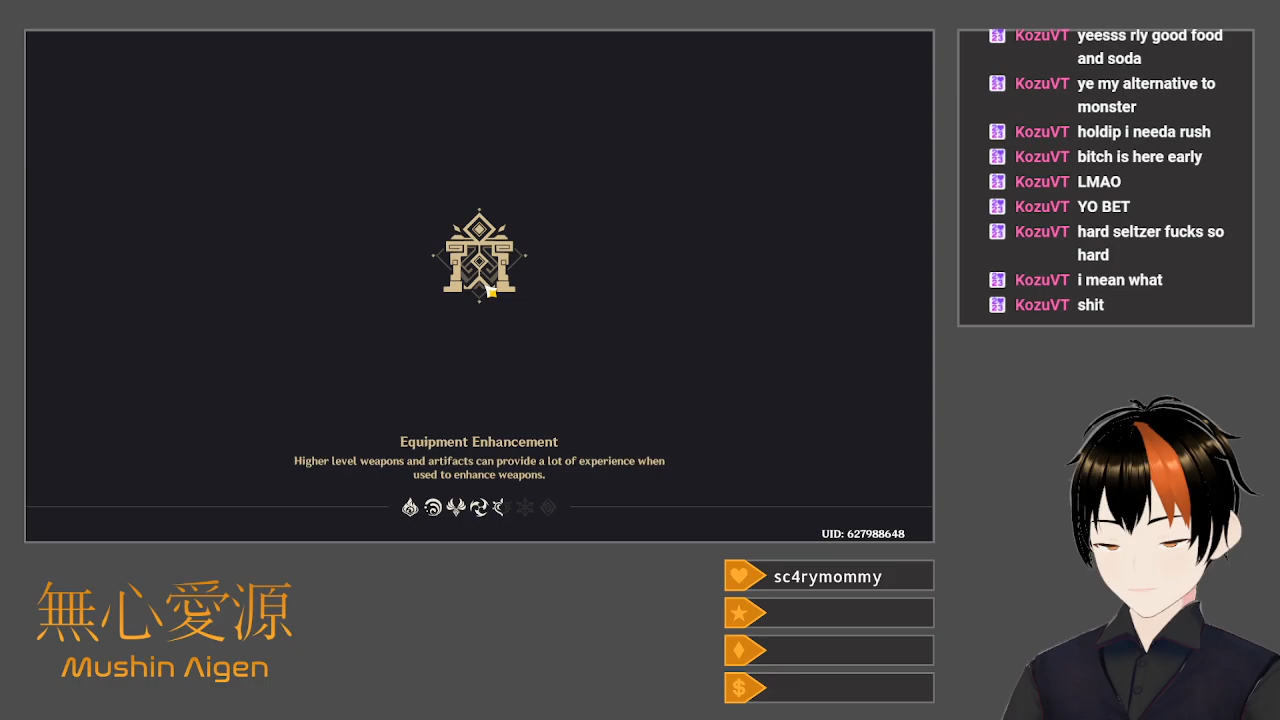 Equipment Enhancement
Higher level weapons and artifacts can provide a lot of experience when
used to enhance weapons.
UID: 627988648
KozuVT yeesss rly good food
and soda
KozuVT ye my alternative to
monster
KozuVT holdip i needa rush
KozuVT bitch is here early
KozuVT LMAO
KozuVT YO BET
KozuVT hard seltzer fucks so
hard
KozuVT i mean what
KozuVT shit
無心愛源
Mushin Aigen
sc4rymommy
$